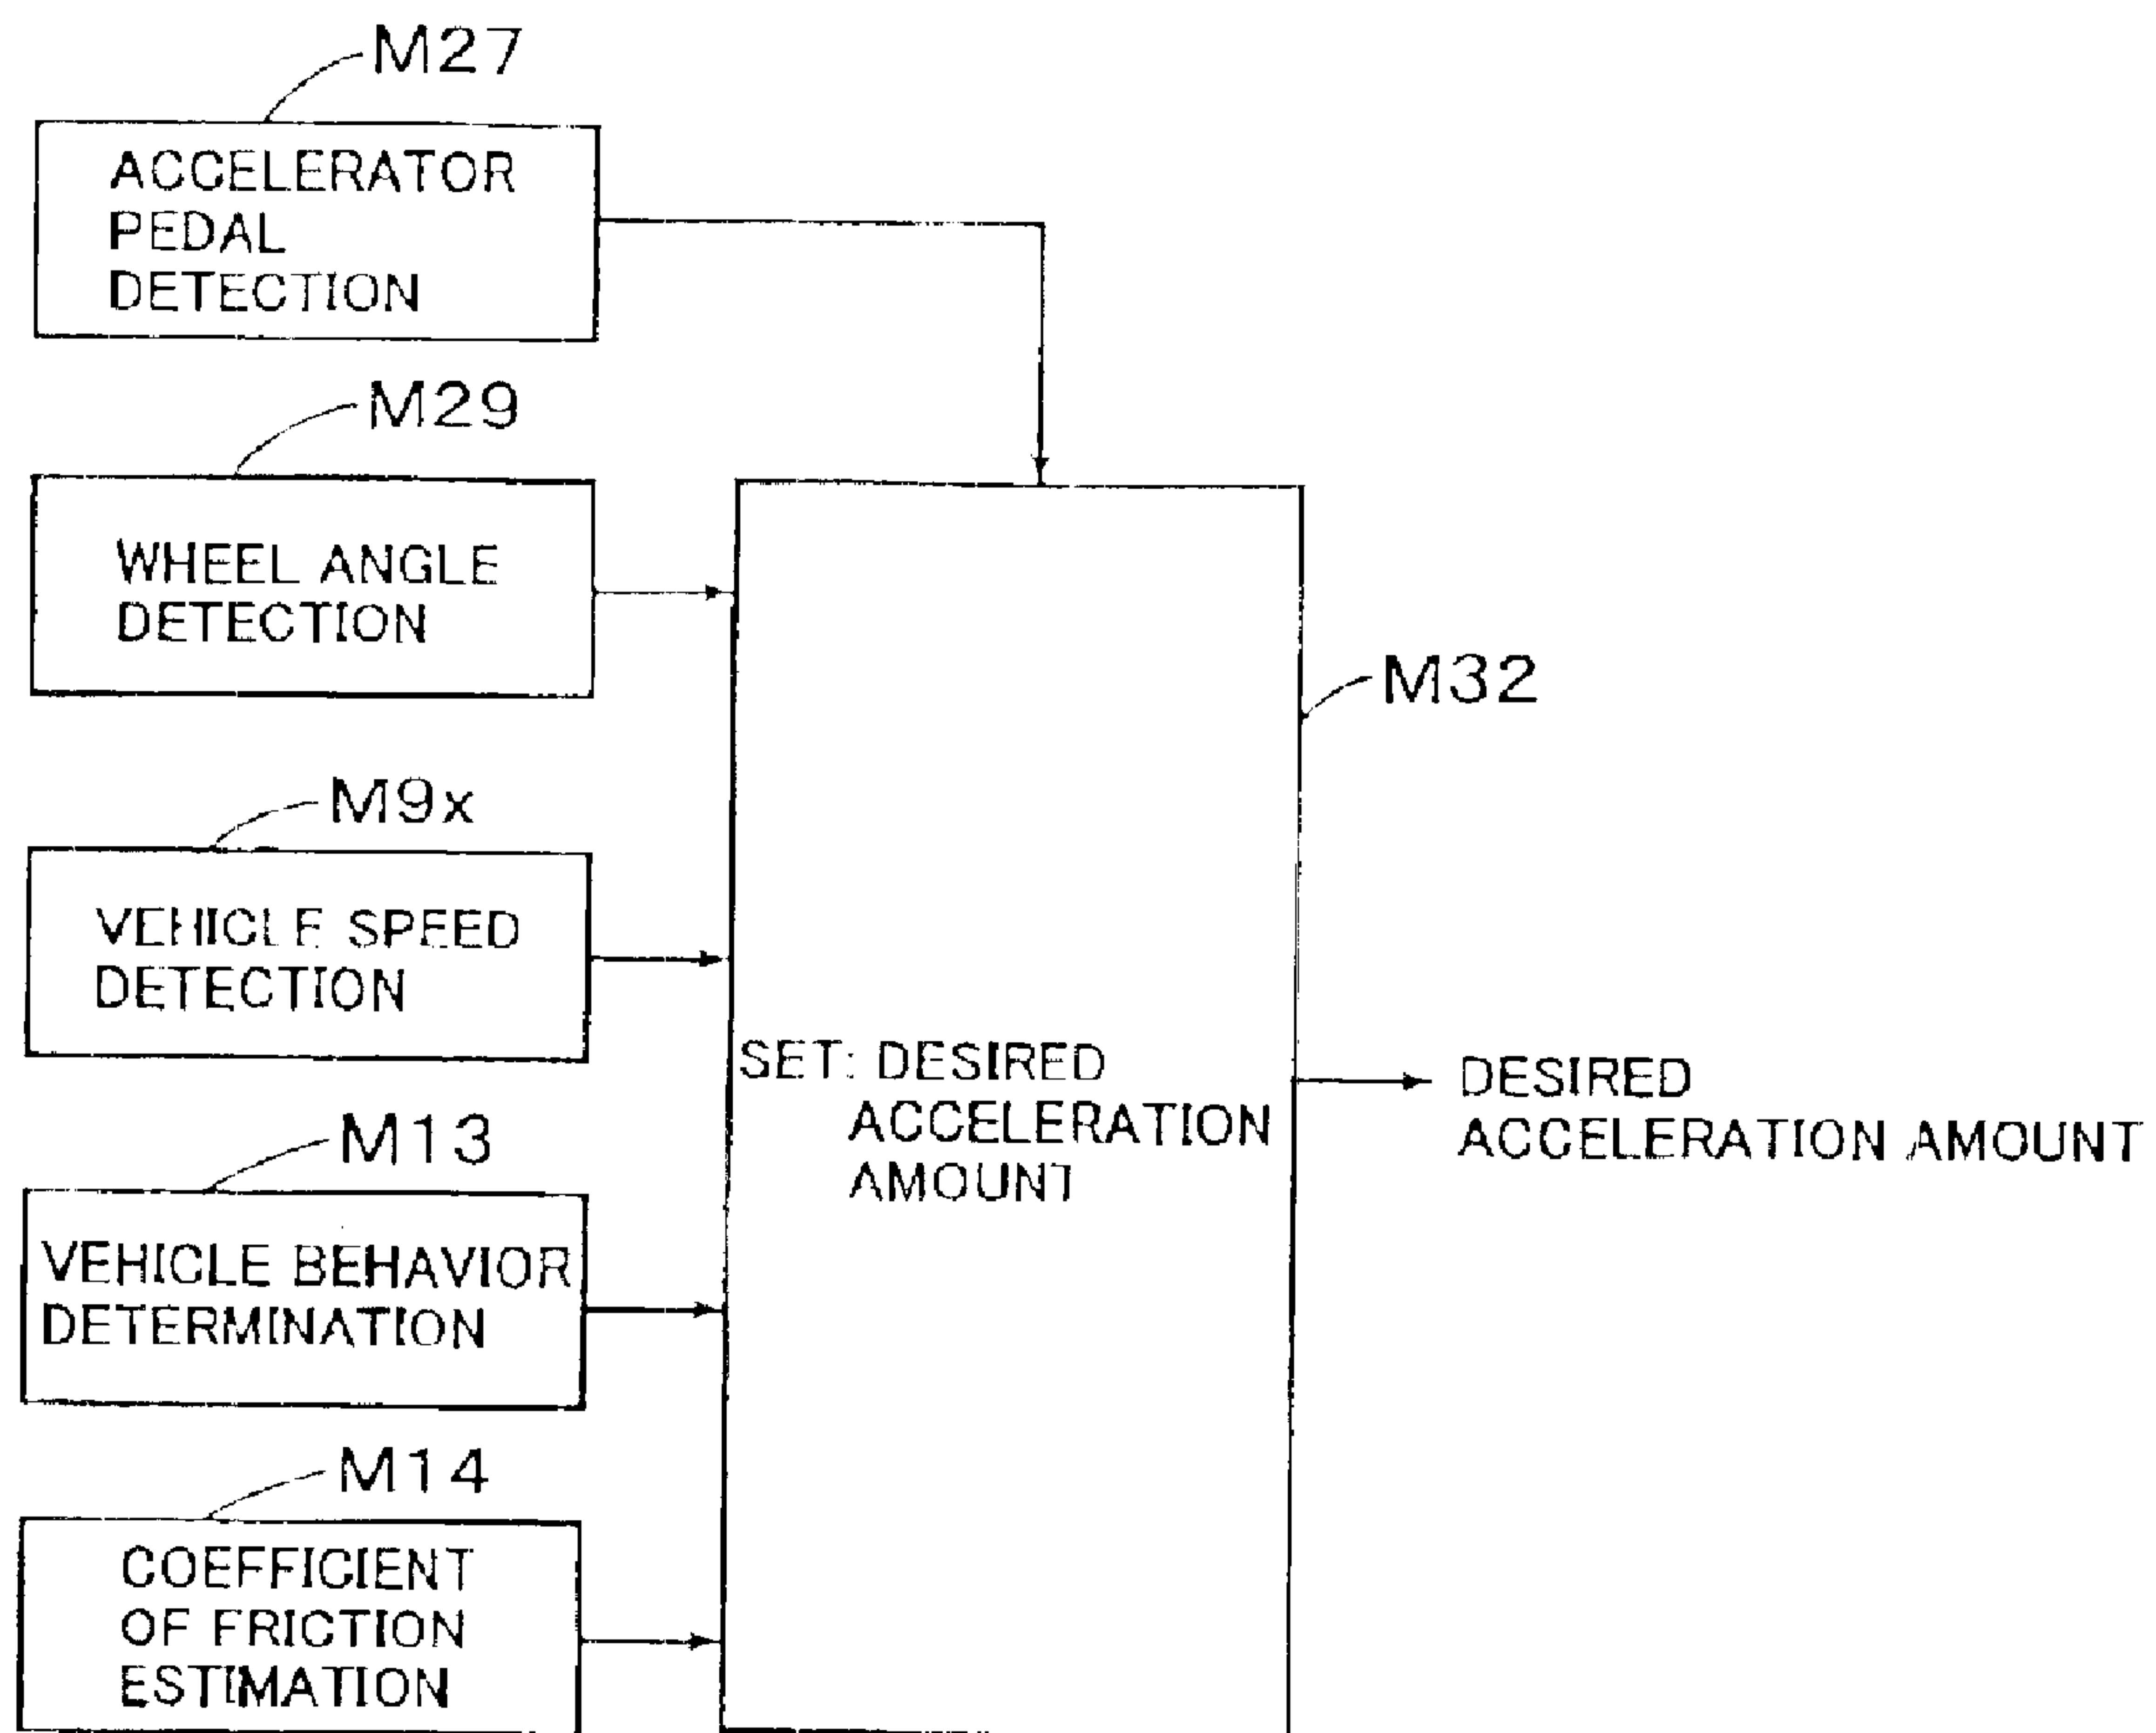 M27
ACCELERATOR
PEDAL
DETECTION
M29
WHEEL ANGLE
DETECTION
M32
M9x
VEHICLE SPEED
DETECTION
SET: DESIRED
ACCELERATION
AMOUNT
DESIRED
ACCELERATION AMOUNT
M13
VEHICLE BEHAVIOR
DETERMINATION
M14
COEFFICIENT
OF FRICTION
ESTIMATION